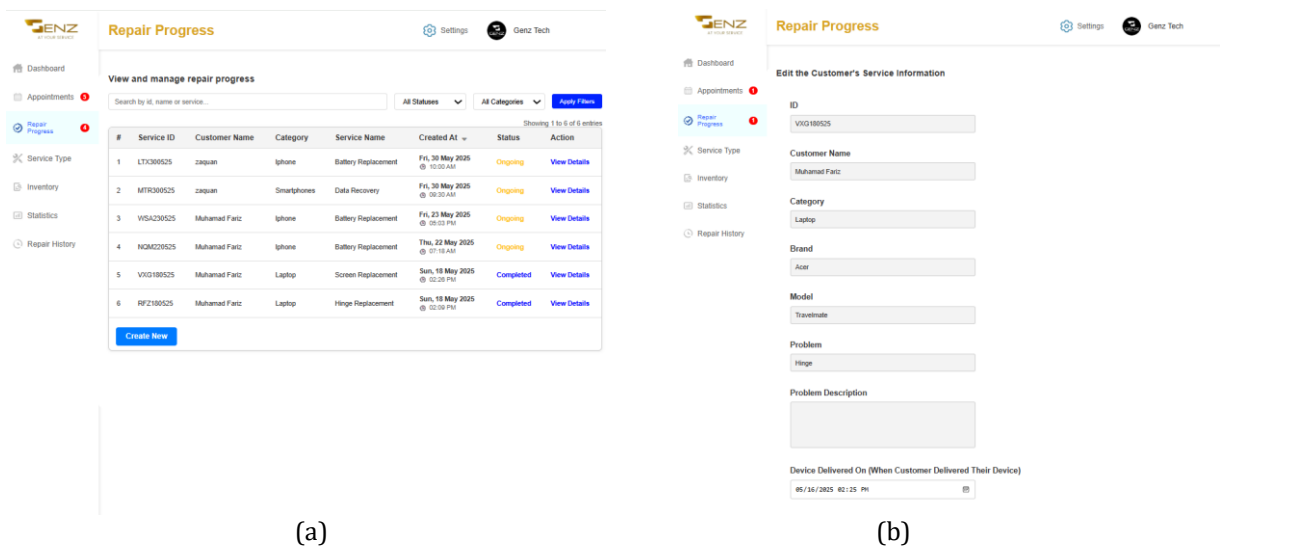 GENZ
AT YOUR SERVICE
Repair Progress
Settings
Genz Tech
Dashboard
Appointments 3
Repair Progress 4
Service Type
Inventory
Statistics
Repair History
View and manage repair progress
Search by id, name or service...
All Statuses
All Categories
Apply Filters
Showing 1 to 6 of 6 entries
# Service ID Customer Name Category Service Name Created At Status Action
1 LTX300525 zaquan Iphone Battery Replacement Fri, 30 May 2025 10:00 AM Ongoing View Details
2 MTR300525 zaquan Smartphones Data Recovery Fri, 30 May 2025 09:30 AM Ongoing View Details
3 WSA230525 Muhamad Fariz Iphone Battery Replacement Fri, 23 May 2025 05:03 PM Ongoing View Details
4 NQM220525 Muhamad Fariz Iphone Battery Replacement Thu, 22 May 2025 07:18 AM Ongoing View Details
5 VXG180525 Muhamad Fariz Laptop Screen Replacement Sun, 18 May 2025 02:26 PM Completed View Details
6 RFZ180525 Muhamad Fariz Laptop Hinge Replacement Sun, 18 May 2025 02:09 PM Completed View Details
Create New
(a)
GENZ
AT YOUR SERVICE
Repair Progress
Settings
Genz Tech
Dashboard
Appointments 1
Repair Progress 1
Service Type
Inventory
Statistics
Repair History
Edit the Customer's Service Information
ID
VXG180525
Customer Name
Muhamad Fariz
Category
Laptop
Brand
Acer
Model
Travelmate
Problem
Hinge
Problem Description
Device Delivered On (When Customer Delivered Their Device)
05/16/2025 02:25 PM
(b)